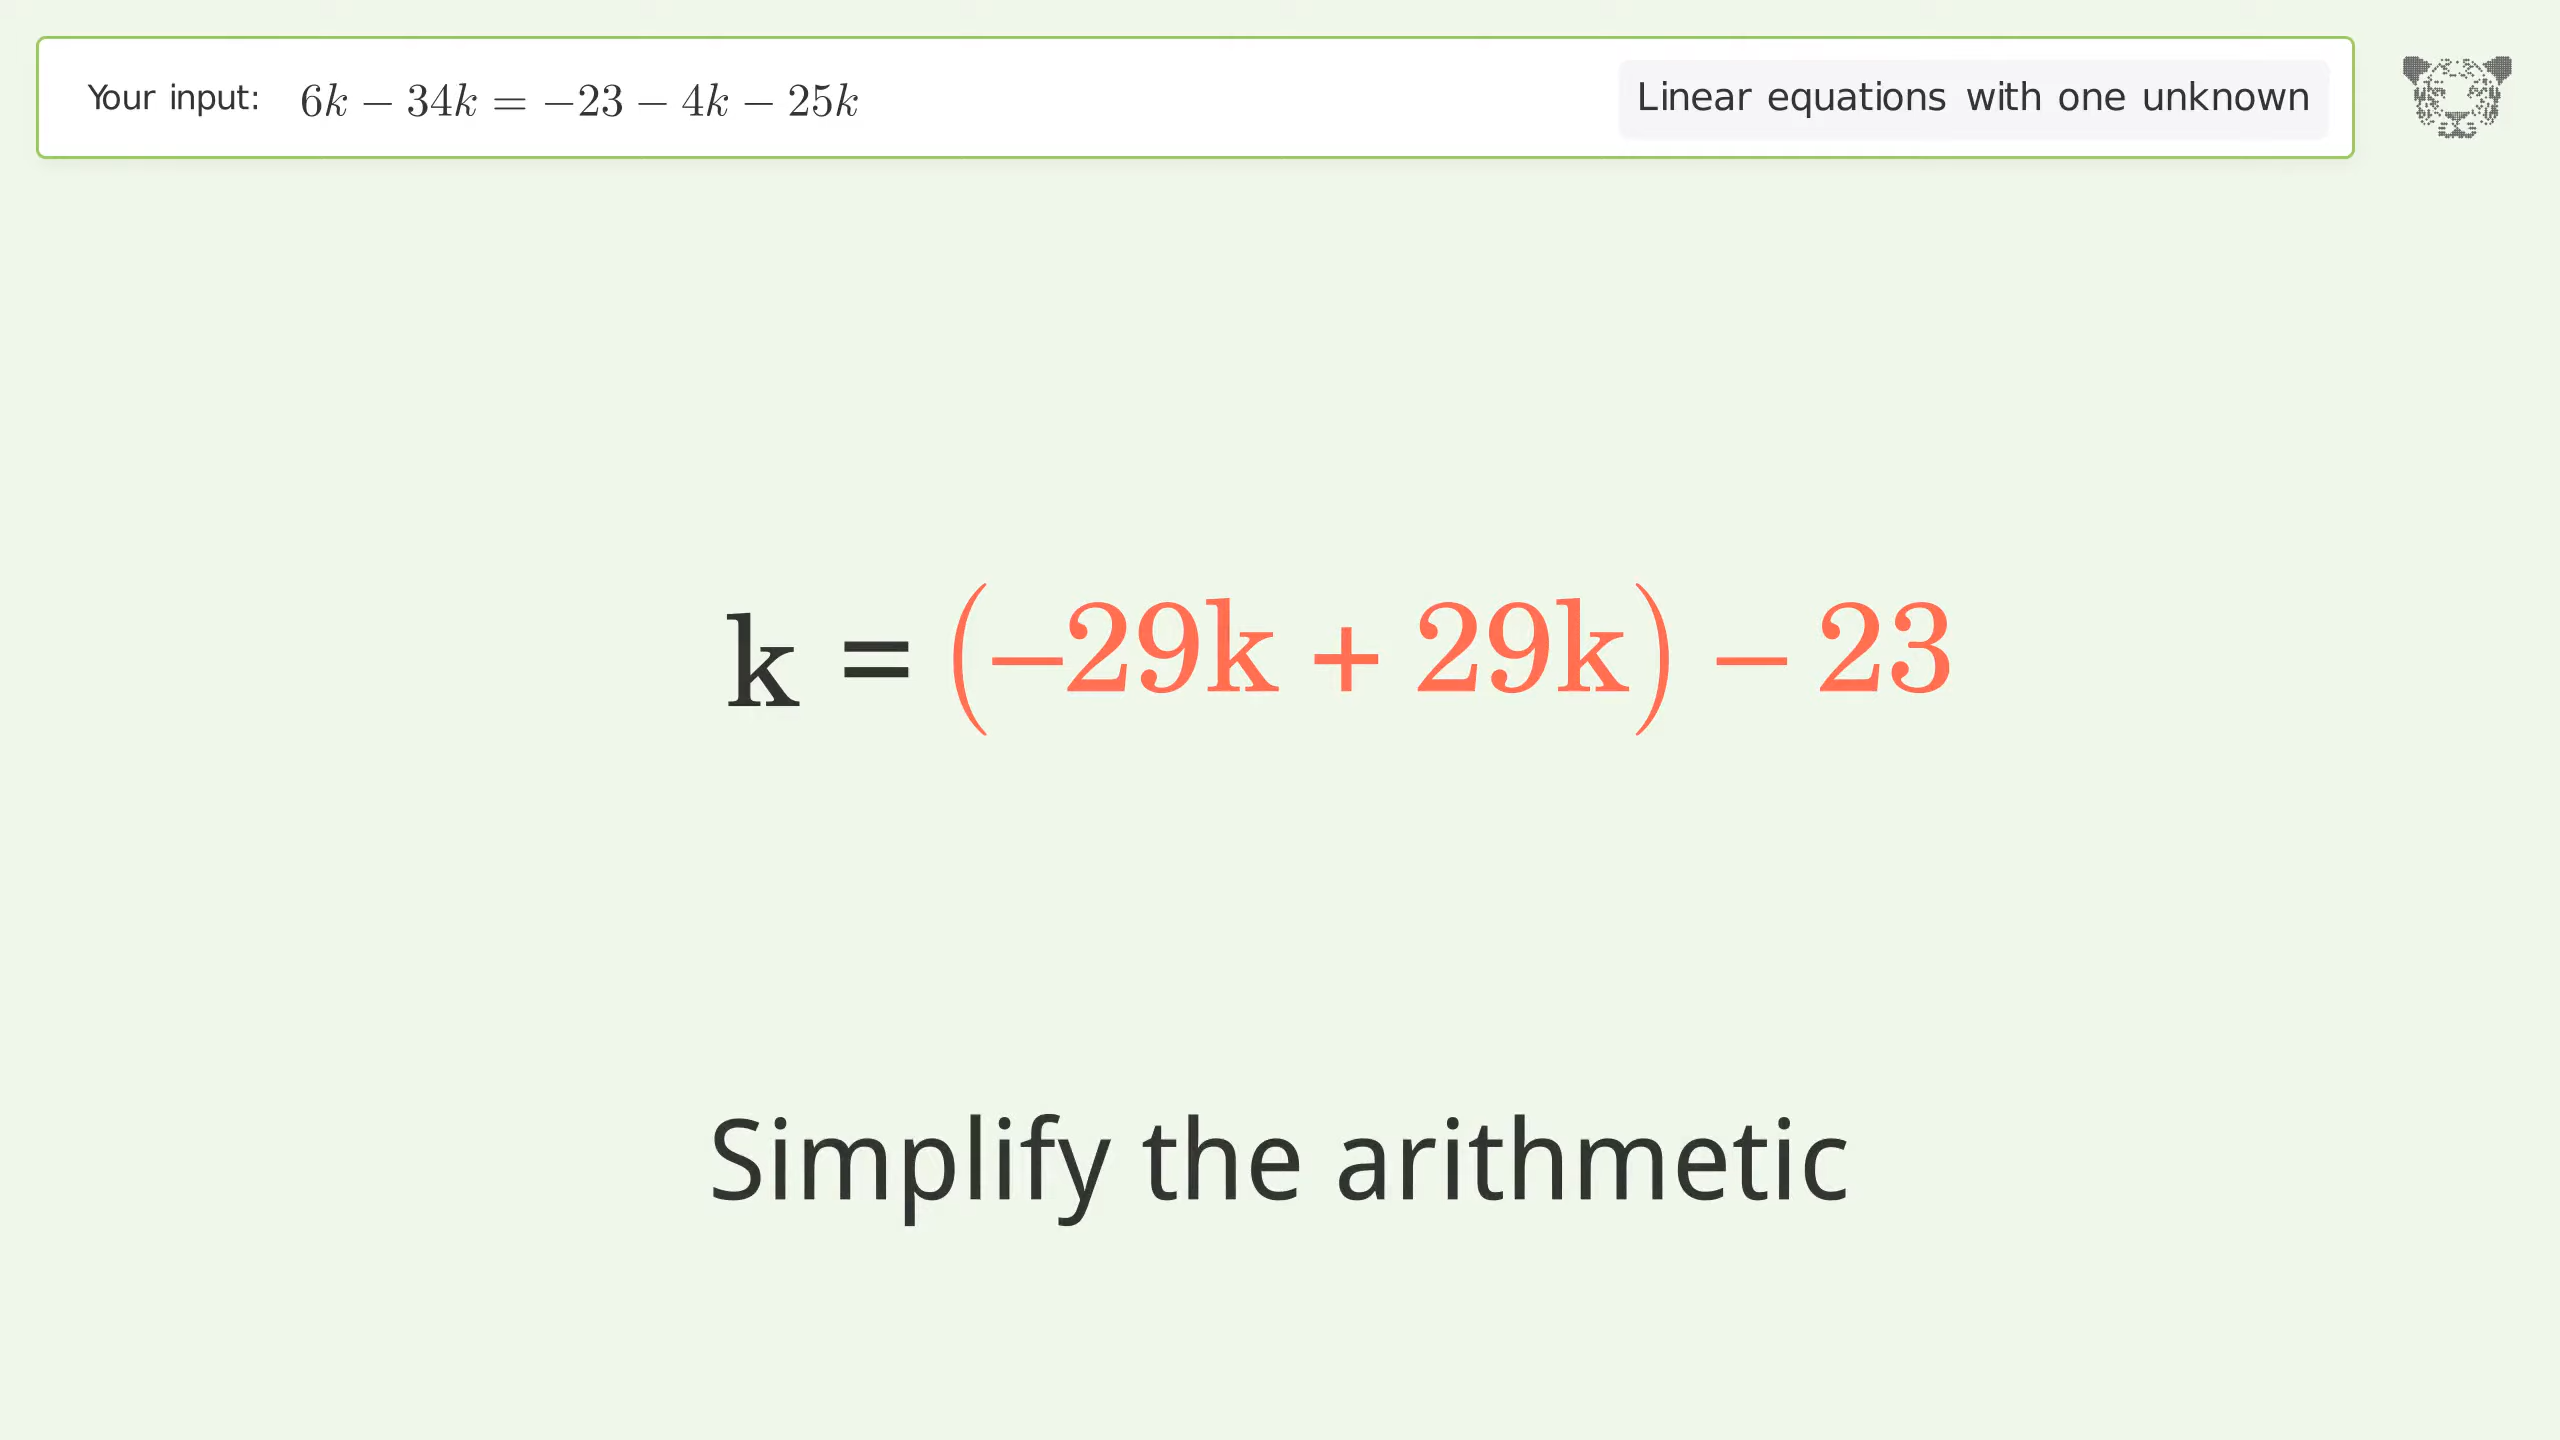 Your input: 6k − 34k = −23 − 4k − 25k
Linear equations with one unknown
k = (−29k + 29k) − 23
Simplify the arithmetic